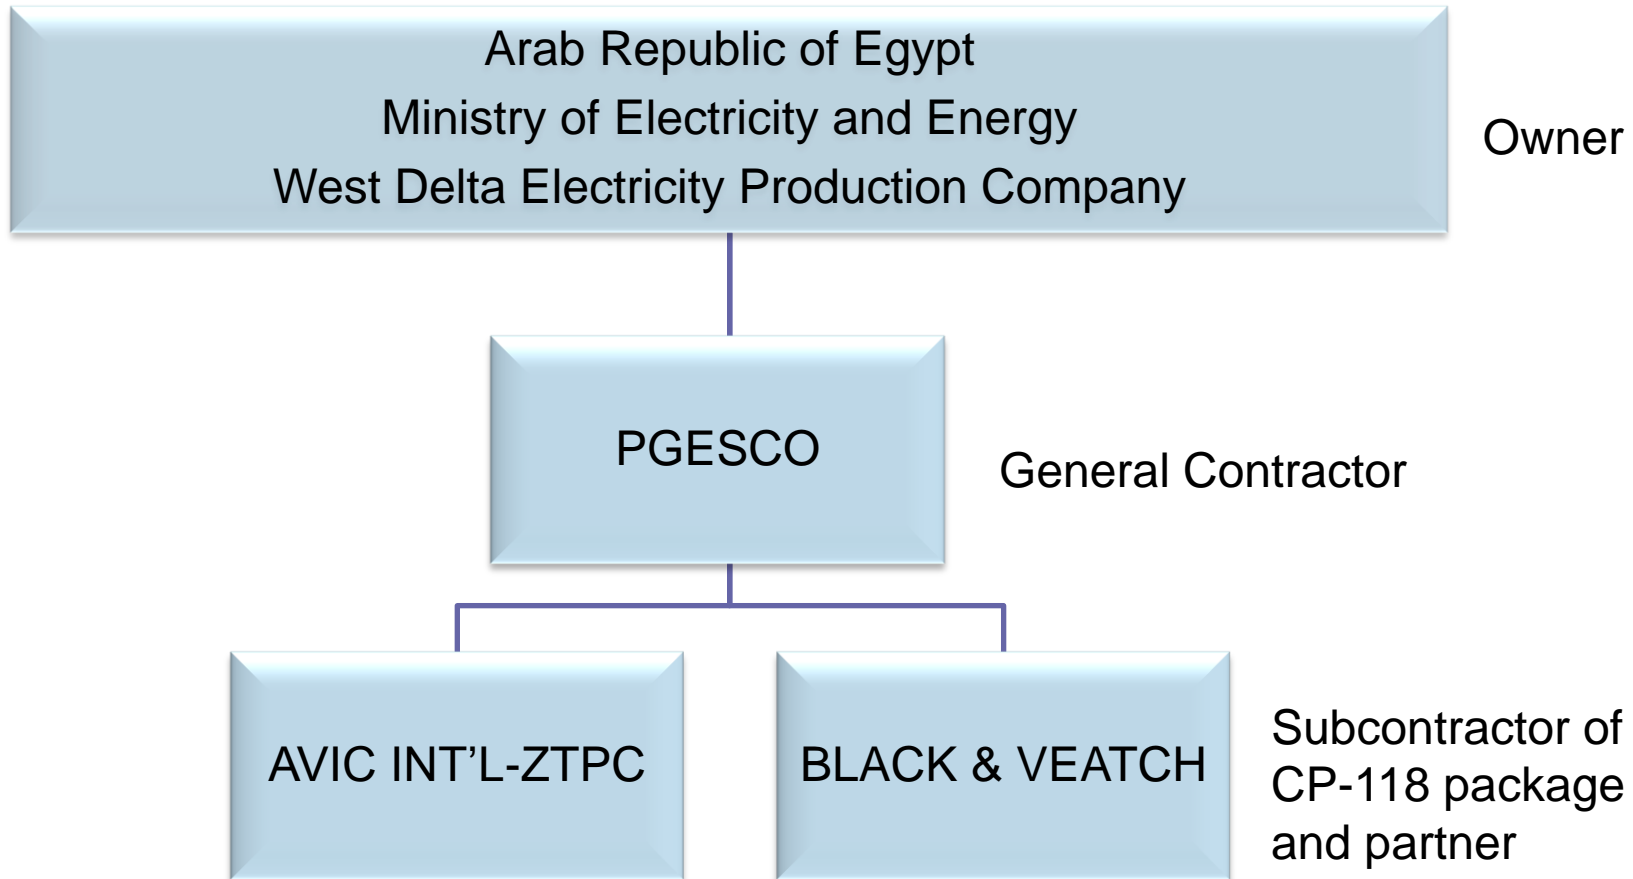 Arab Republic of Egypt
Ministry of Electricity and Energy
West Delta Electricity Production Company
Owner
PGESCO
General Contractor
AVIC INT’L-ZTPC
BLACK & VEATCH
Subcontractor of
CP-118 package
and partner